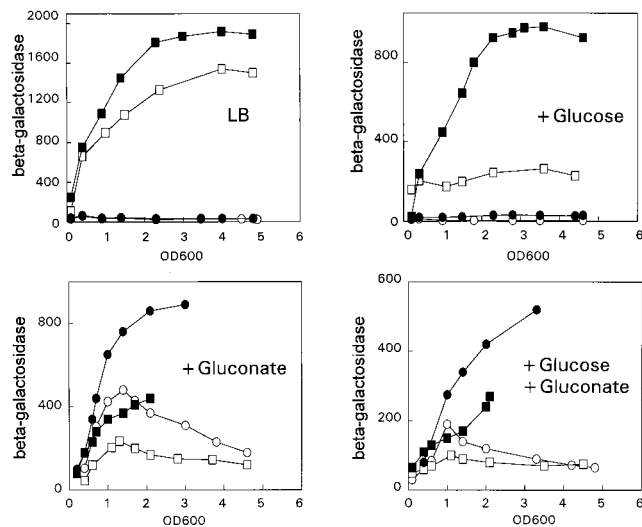 2000
1600
1200
800
400
0
beta-galactosidase
LB
0 1 2 3 4 5 6
OD600
800
400
0
beta-galactosidase
+ Glucose
0 1 2 3 4 5 6
OD600
800
400
0
beta-galactosidase
+ Gluconate
0 1 2 3 4 5 6
OD600
600
400
200
0
beta-galactosidase
+ Glucose
+ Gluconate
0 1 2 3 4 5 6
OD600